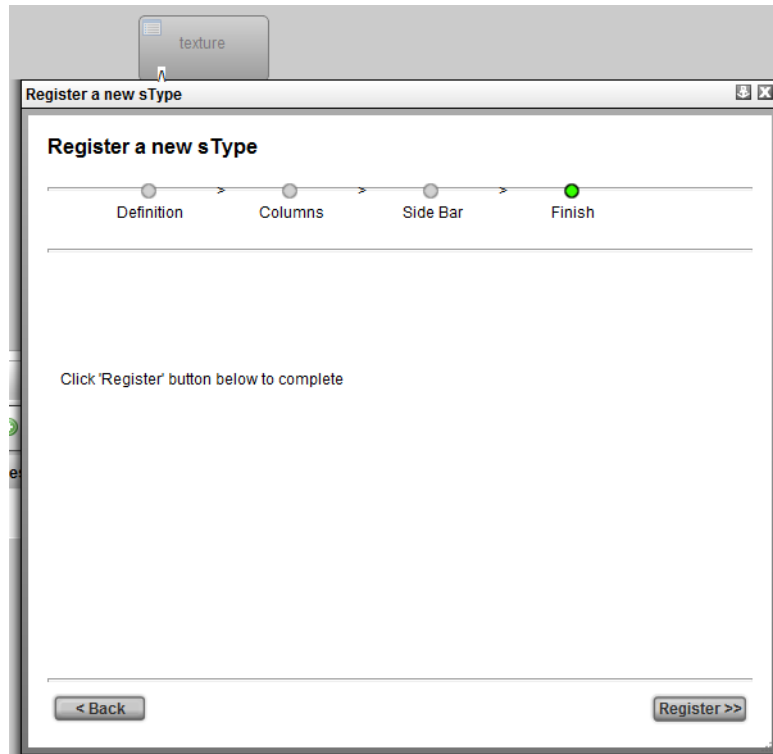 texture
Register a new sType
Register a new sType
> > >
Definition Columns Side Bar Finish
Click 'Register' button below to complete
es
< Back Register >>